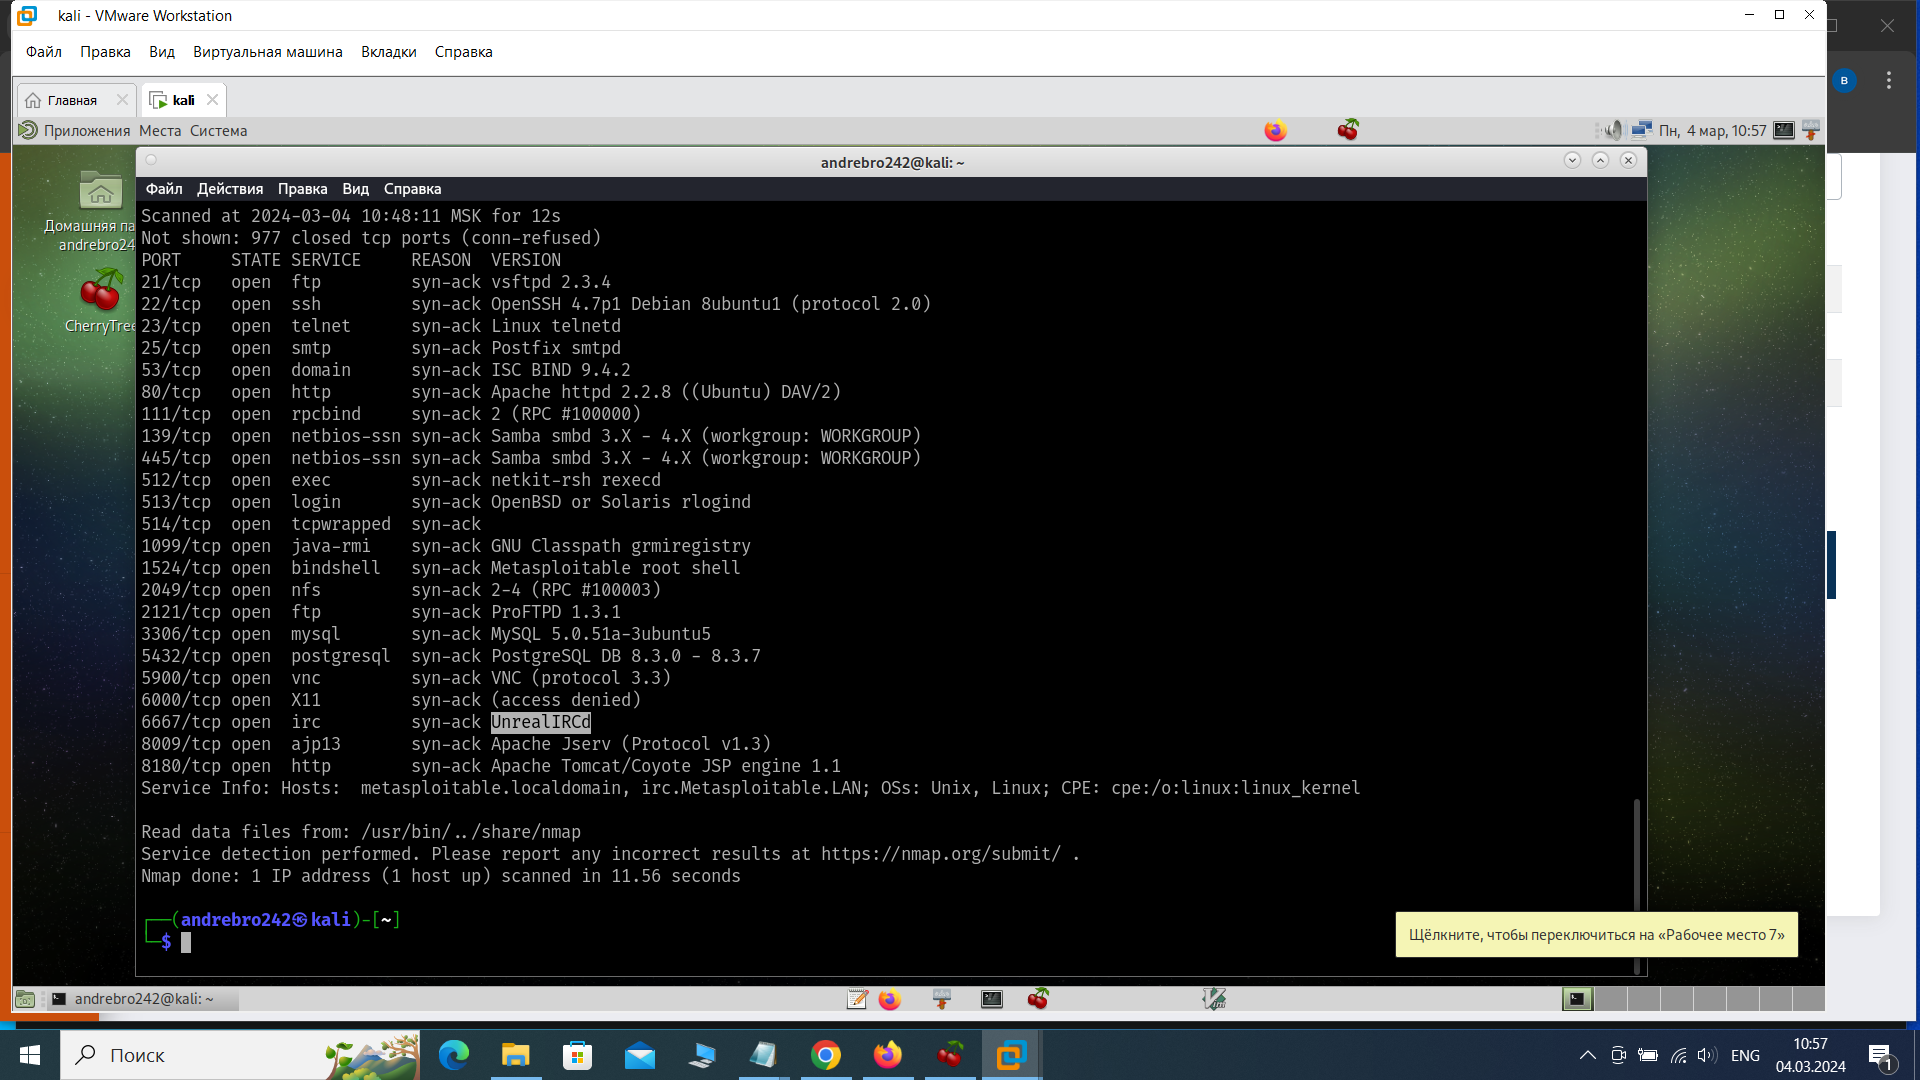 kali - VMware Workstation
Файл Правка Вид Виртуальная машина Вкладки Справка
Главная kali
Приложения Места Система Пн, 4 мар, 10:57
andrebro242@kali: ~
Файл Действия Правка Вид Справка
Домашняя па
andrebro24
CherryTree
Scanned at 2024-03-04 10:48:11 MSK for 12s
Not shown: 977 closed tcp ports (conn-refused)
PORT STATE SERVICE REASON VERSION
21/tcp open ftp syn-ack vsftpd 2.3.4
22/tcp open ssh syn-ack OpenSSH 4.7p1 Debian 8ubuntu1 (protocol 2.0)
23/tcp open telnet syn-ack Linux telnetd
25/tcp open smtp syn-ack Postfix smtpd
53/tcp open domain syn-ack ISC BIND 9.4.2
80/tcp open http syn-ack Apache httpd 2.2.8 ((Ubuntu) DAV/2)
111/tcp open rpcbind syn-ack 2 (RPC #100000)
139/tcp open netbios-ssn syn-ack Samba smbd 3.X - 4.X (workgroup: WORKGROUP)
445/tcp open netbios-ssn syn-ack Samba smbd 3.X - 4.X (workgroup: WORKGROUP)
512/tcp open exec syn-ack netkit-rsh rexecd
513/tcp open login syn-ack OpenBSD or Solaris rlogind
514/tcp open tcpwrapped syn-ack
1099/tcp open java-rmi syn-ack GNU Classpath grmiregistry
1524/tcp open bindshell syn-ack Metasploitable root shell
2049/tcp open nfs syn-ack 2-4 (RPC #100003)
2121/tcp open ftp syn-ack ProFTPD 1.3.1
3306/tcp open mysql syn-ack MySQL 5.0.51a-3ubuntu5
5432/tcp open postgresql syn-ack PostgreSQL DB 8.3.0 - 8.3.7
5900/tcp open vnc syn-ack VNC (protocol 3.3)
6000/tcp open X11 syn-ack (access denied)
6667/tcp open irc syn-ack UnrealIRCd
8009/tcp open ajp13 syn-ack Apache Jserv (Protocol v1.3)
8180/tcp open http syn-ack Apache Tomcat/Coyote JSP engine 1.1
Service Info: Hosts:  metasploitable.localdomain, irc.Metasploitable.LAN; OSs: Unix, Linux; CPE: cpe:/o:linux:linux_kernel
Read data files from: /usr/bin/../share/nmap
Service detection performed. Please report any incorrect results at https://nmap.org/submit/ .
Nmap done: 1 IP address (1 host up) scanned in 11.56 seconds
┌──(andrebro242㉿kali)-[~]
└─$
Щёлкните, чтобы переключиться на «Рабочее место 7»
andrebro242@kali: ~
Поиск
ENG
10:57
04.03.2024
1
B